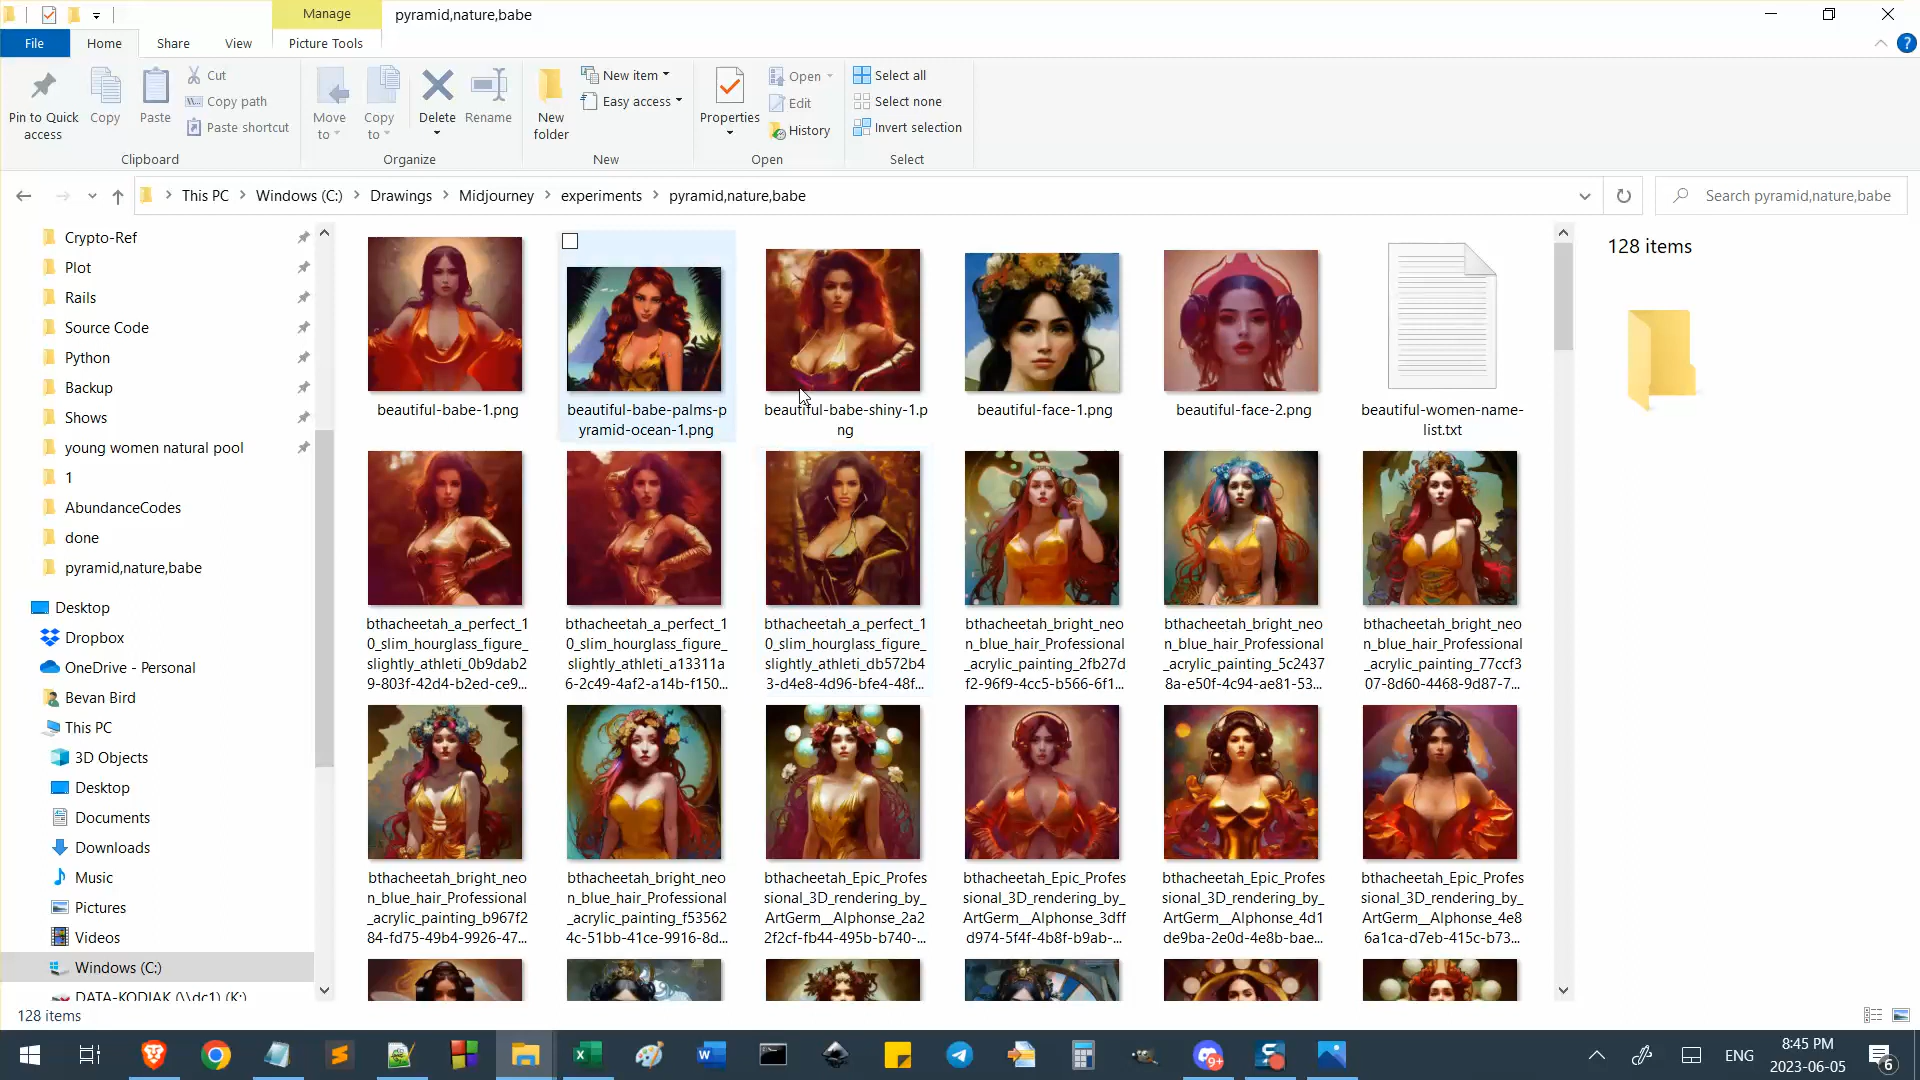 Manage
pyramid,nature,babe
File
Home
Share
View
Picture Tools
Pin to Quick
access
Copy
Paste
Cut
Copy path
Paste shortcut
Clipboard
Move
to
Copy
to
Delete
Rename
Organize
New
folder
New item
Easy access
New
Properties
Open
Edit
History
Open
Select all
Select none
Invert selection
Select
This PC
Windows (C:)
Drawings
Midjourney
experiments
pyramid,nature,babe
Search pyramid,nature,babe
Crypto-Ref
Plot
Rails
Source Code
Python
Backup
Shows
young women natural pool
1
AbundanceCodes
done
pyramid,nature,babe
Desktop
Dropbox
OneDrive - Personal
Bevan Bird
This PC
3D Objects
Desktop
Documents
Downloads
Music
Pictures
Videos
Windows (C:)
DATA-KODIAK (\\dc1) (K:)
beautiful-babe-1.png
beautiful-babe-palms-p
yramid-ocean-1.png
beautiful-babe-shiny-1.p
ng
beautiful-face-1.png
beautiful-face-2.png
beautiful-women-name-
list.txt
bthacheetah_a_perfect_1
0_slim_hourglass_figure_
slightly_athleti_0b9dab2
9-803f-42d4-b2ed-ce9...
bthacheetah_a_perfect_1
0_slim_hourglass_figure_
slightly_athleti_a13311a
6-2c49-4af2-a14b-f150...
bthacheetah_a_perfect_1
0_slim_hourglass_figure_
slightly_athleti_db572b4
3-d4e8-4d96-bfe4-48f...
bthacheetah_bright_neo
n_blue_hair_Professional
_acrylic_painting_2fb27d
f2-96f9-4cc5-b566-6f1...
bthacheetah_bright_neo
n_blue_hair_Professional
_acrylic_painting_5c2437
8a-e50f-4c94-ae81-53...
bthacheetah_bright_neo
n_blue_hair_Professional
_acrylic_painting_77ccf3
07-8d60-4468-9d87-7...
bthacheetah_bright_neo
n_blue_hair_Professional
_acrylic_painting_b967f2
84-fd75-49b4-9926-47...
bthacheetah_bright_neo
n_blue_hair_Professional
_acrylic_painting_f53562
4c-51bb-41ce-9916-8d...
bthacheetah_Epic_Profes
sional_3D_rendering_by_
ArtGerm__Alphonse_2a2
2f2cf-fb44-495b-b740-...
bthacheetah_Epic_Profes
sional_3D_rendering_by_
ArtGerm__Alphonse_3dff
d974-5f4f-4b8f-b9ab-...
bthacheetah_Epic_Profes
sional_3D_rendering_by_
ArtGerm__Alphonse_4d1
de9ba-2e0d-4e8b-bae...
bthacheetah_Epic_Profes
sional_3D_rendering_by_
ArtGerm__Alphonse_4e8
6a1ca-d7eb-415c-b73...
128 items
128 items
9+
ENG
8:45 PM
2023-06-05
6